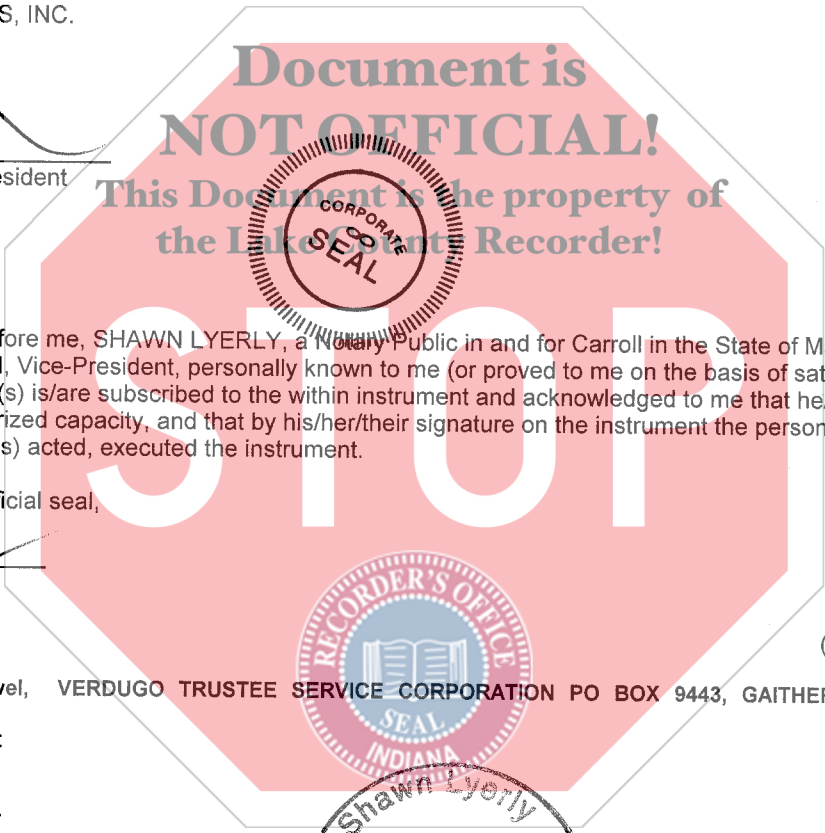 S, INC.
Document is
NOT OFFICIAL!
esident
This Document is the property of
the Lake County Recorder!
CORPORATE
SEAL
STOP
fore me, SHAWN LYERLY, a Notary Public in and for Carroll in the State of M
, Vice-President, personally known to me (or proved to me on the basis of sat
(s) is/are subscribed to the within instrument and acknowledged to me that he
rized capacity, and that by his/her/their signature on the instrument the person
s) acted, executed the instrument.
ficial seal,
RECORDER'S OFFICE
SEAL
INDIANA
vel, VERDUGO TRUSTEE SERVICE CORPORATION PO BOX 9443, GAITHER
:
Shawn Lyerly